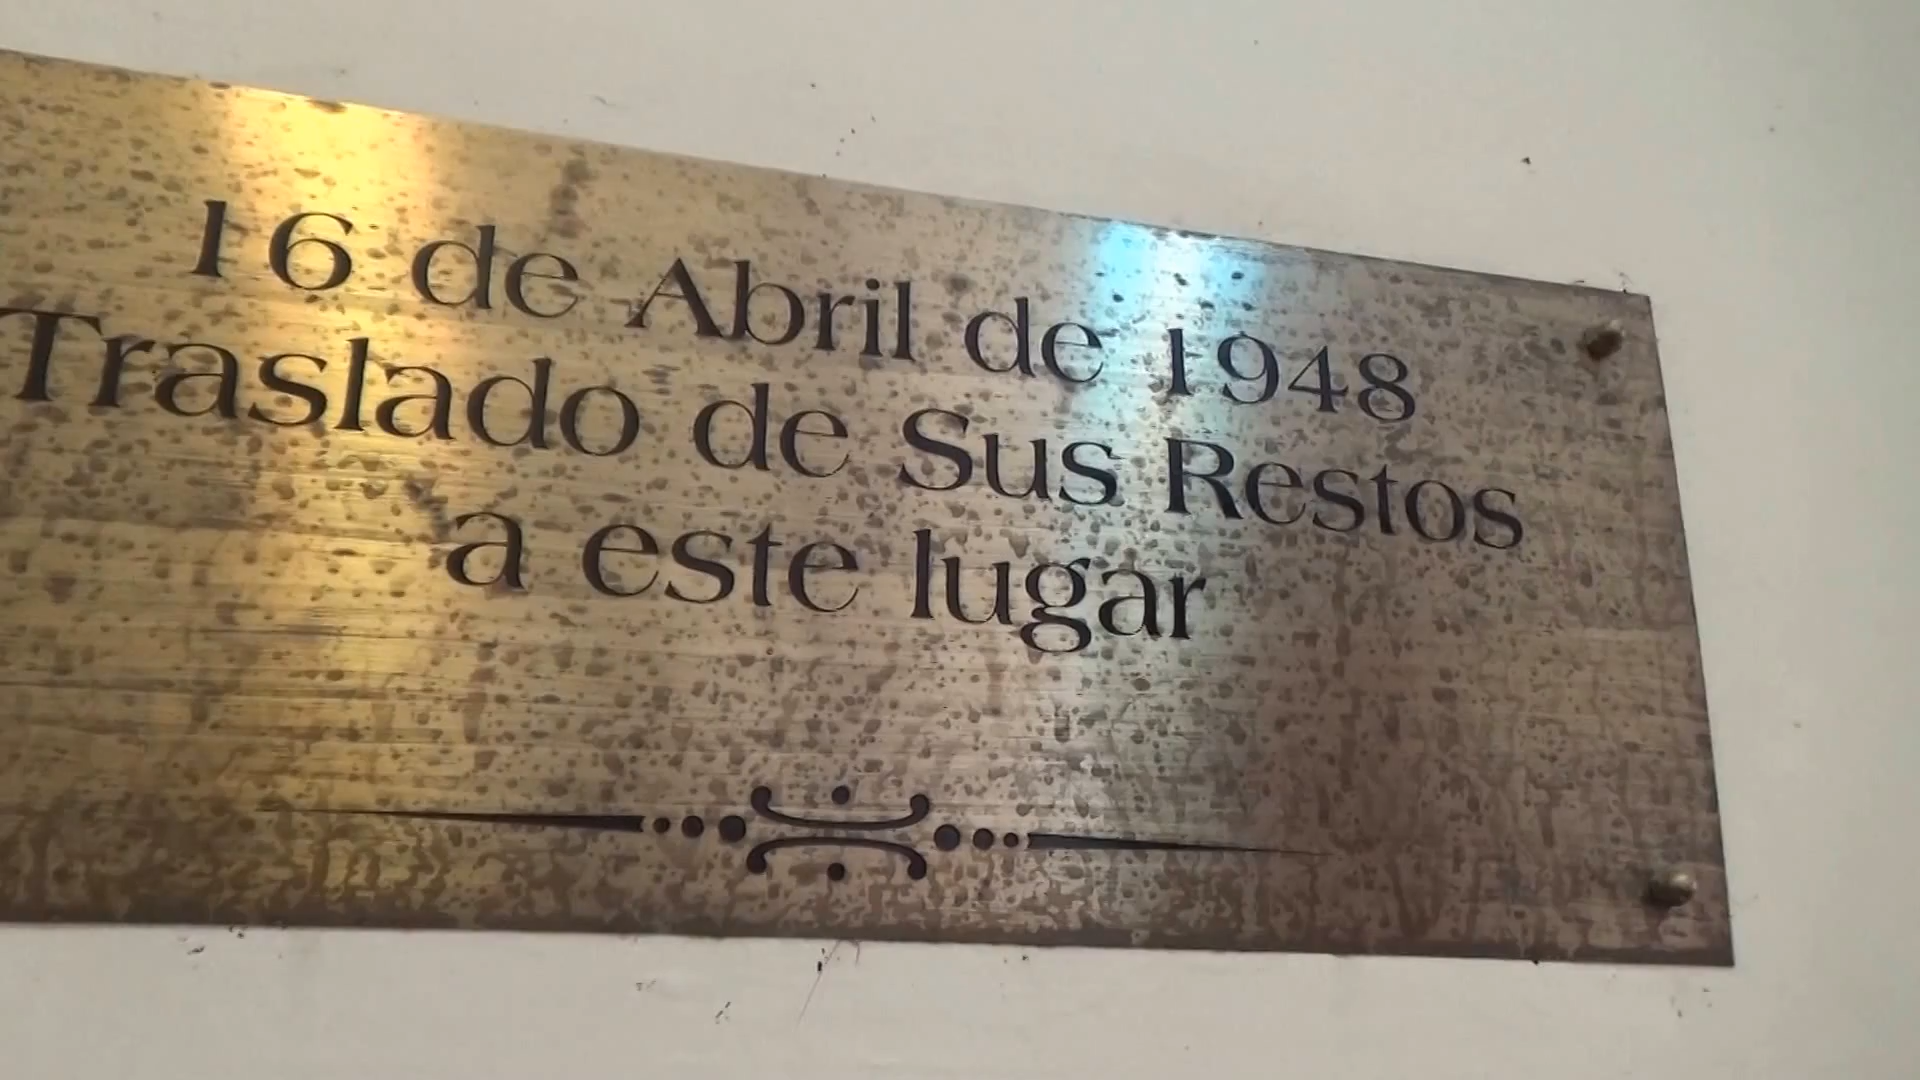 16 de Abril de 1948
Traslado de Sus Restos
a este lugar